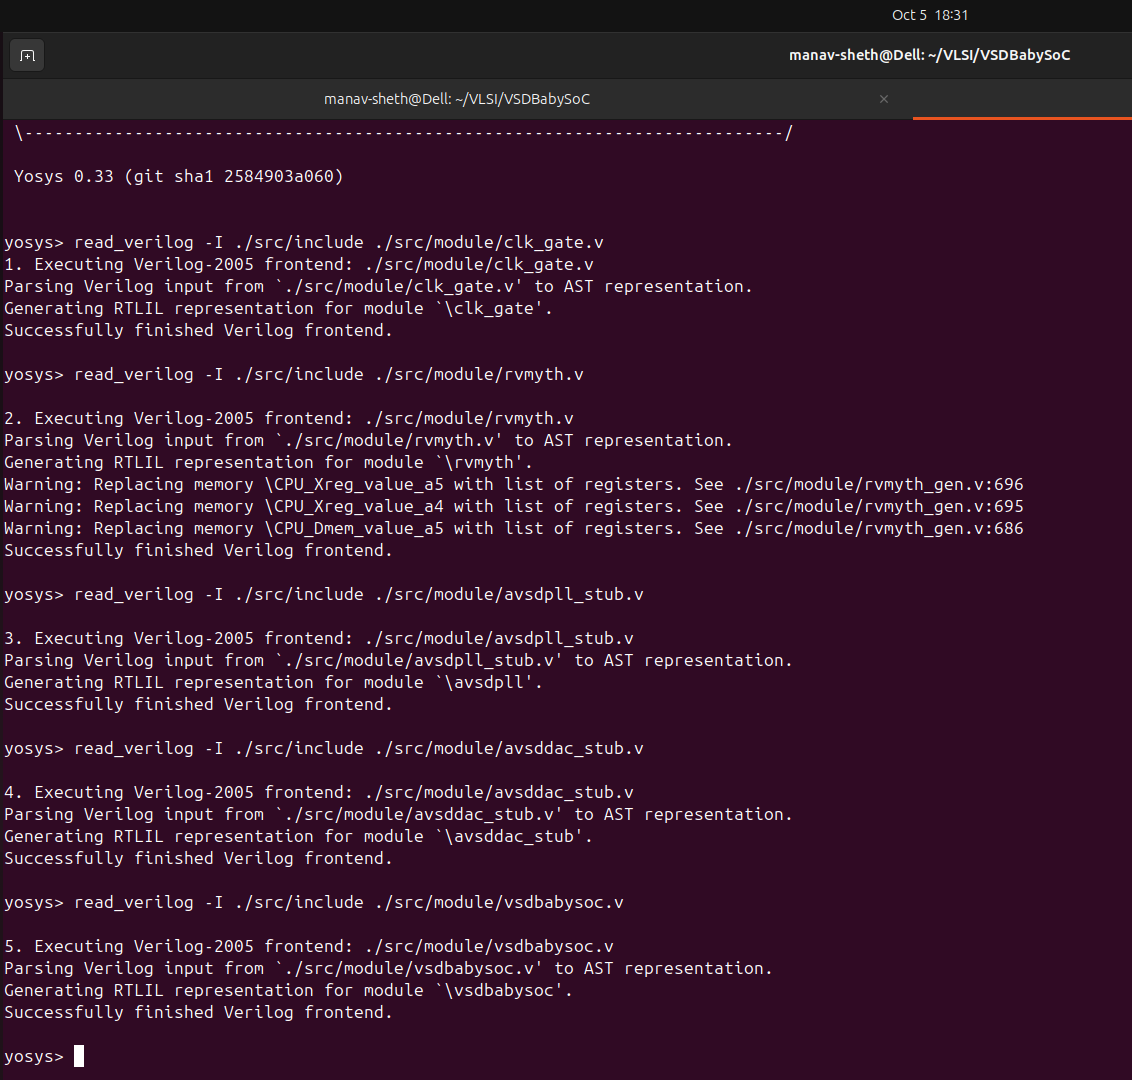 Oct 5 18:31
manav-sheth@Dell: ~/VLSI/VSDBabySoC
manav-sheth@Dell: ~/VLSI/VSDBabySoC ×
\----------------------------------------------------------------------------/
Yosys 0.33 (git sha1 2584903a060)
yosys> read_verilog -I ./src/include ./src/module/clk_gate.v
1. Executing Verilog-2005 frontend: ./src/module/clk_gate.v
Parsing Verilog input from `./src/module/clk_gate.v' to AST representation.
Generating RTLIL representation for module `\clk_gate'.
Successfully finished Verilog frontend.
yosys> read_verilog -I ./src/include ./src/module/rvmyth.v
2. Executing Verilog-2005 frontend: ./src/module/rvmyth.v
Parsing Verilog input from `./src/module/rvmyth.v' to AST representation.
Generating RTLIL representation for module `\rvmyth'.
Warning: Replacing memory \CPU_Xreg_value_a5 with list of registers. See ./src/module/rvmyth_gen.v:696
Warning: Replacing memory \CPU_Xreg_value_a4 with list of registers. See ./src/module/rvmyth_gen.v:695
Warning: Replacing memory \CPU_Dmem_value_a5 with list of registers. See ./src/module/rvmyth_gen.v:686
Successfully finished Verilog frontend.
yosys> read_verilog -I ./src/include ./src/module/avsdpll_stub.v
3. Executing Verilog-2005 frontend: ./src/module/avsdpll_stub.v
Parsing Verilog input from `./src/module/avsdpll_stub.v' to AST representation.
Generating RTLIL representation for module `\avsdpll'.
Successfully finished Verilog frontend.
yosys> read_verilog -I ./src/include ./src/module/avsddac_stub.v
4. Executing Verilog-2005 frontend: ./src/module/avsddac_stub.v
Parsing Verilog input from `./src/module/avsddac_stub.v' to AST representation.
Generating RTLIL representation for module `\avsddac_stub'.
Successfully finished Verilog frontend.
yosys> read_verilog -I ./src/include ./src/module/vsdbabysoc.v
5. Executing Verilog-2005 frontend: ./src/module/vsdbabysoc.v
Parsing Verilog input from `./src/module/vsdbabysoc.v' to AST representation.
Generating RTLIL representation for module `\vsdbabysoc'.
Successfully finished Verilog frontend.
yosys>